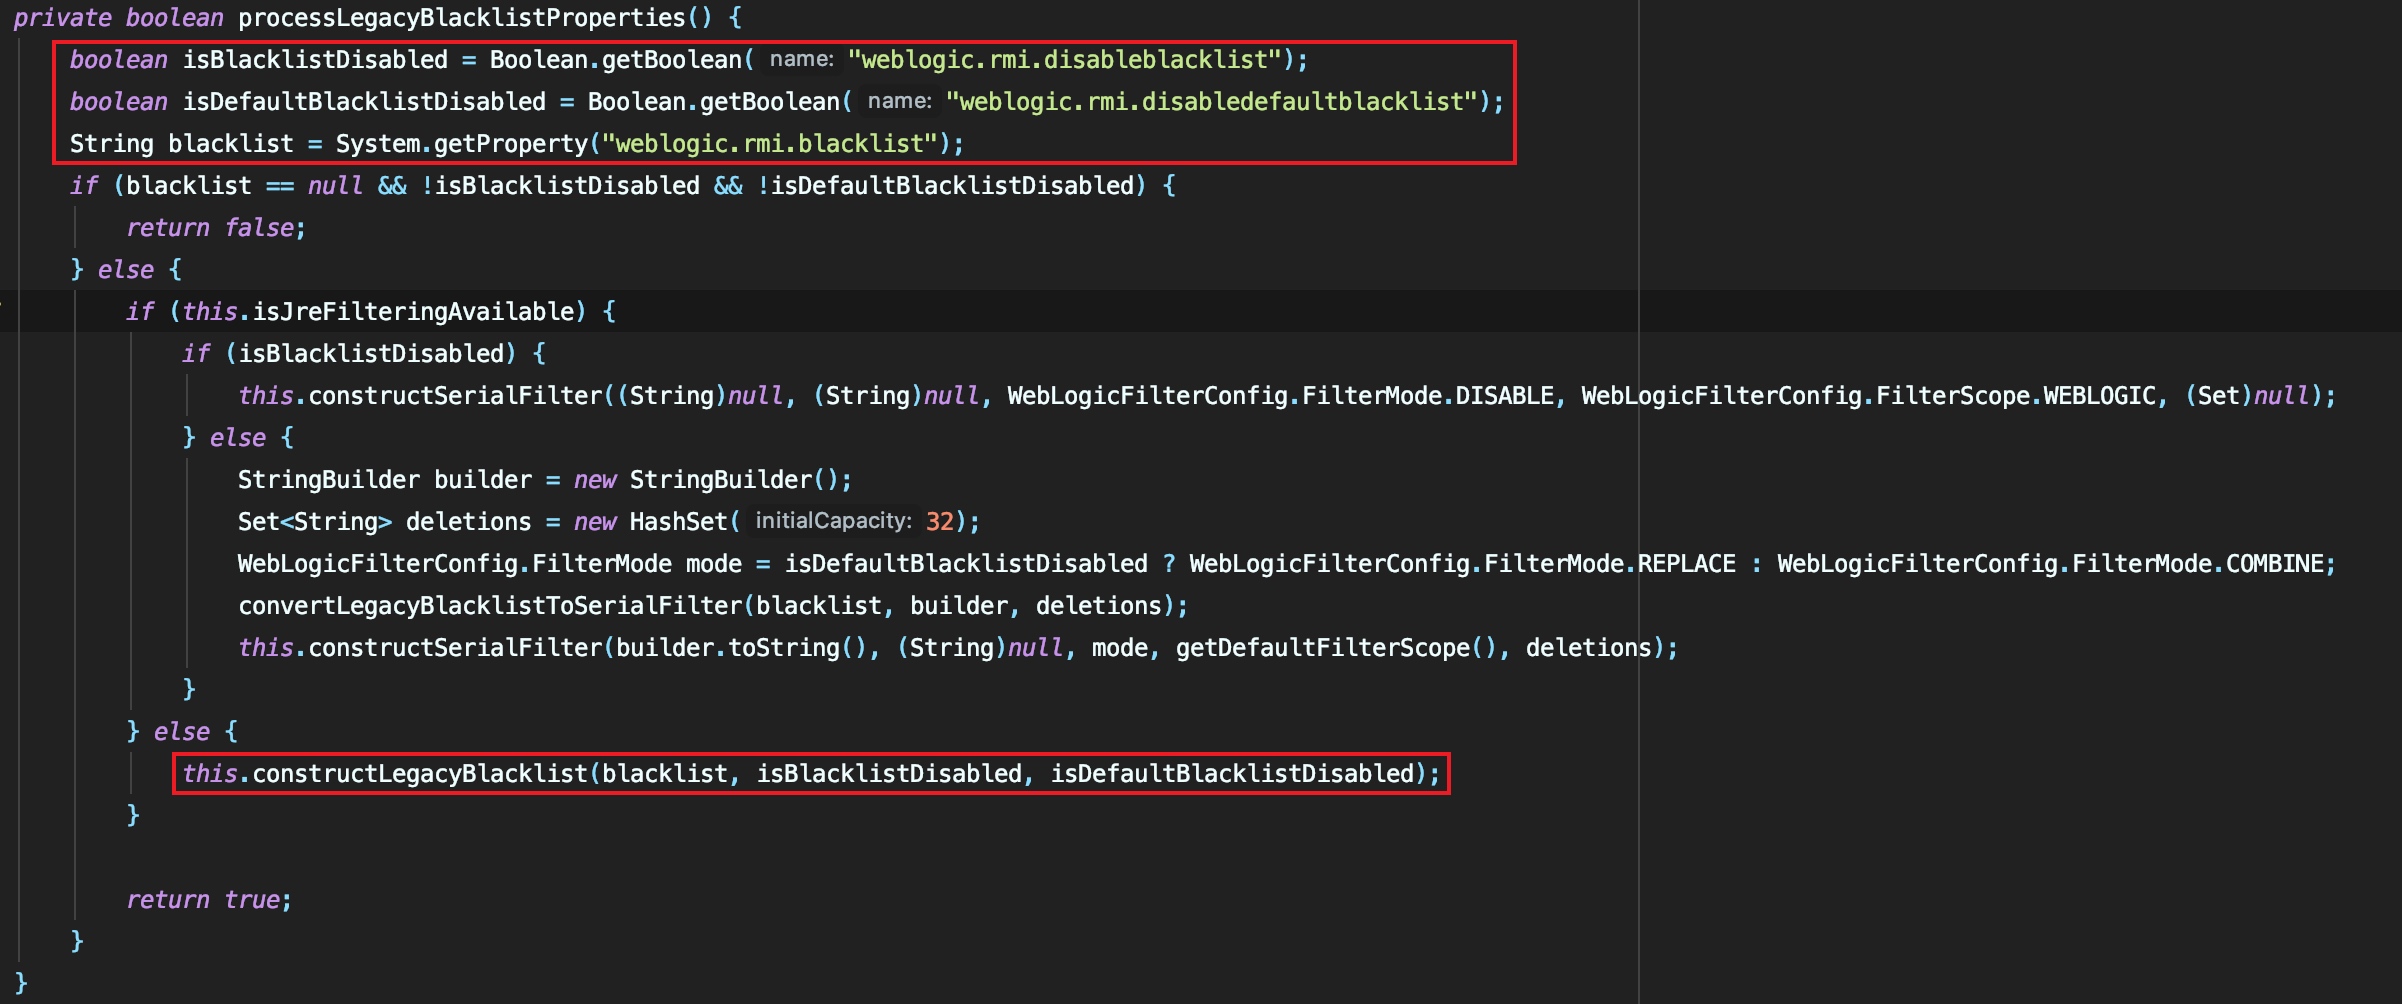 private boolean processLegacyBlacklistProperties() {
boolean isBlacklistDisabled = Boolean.getBoolean( name: "weblogic.rmi.disableblacklist");
boolean isDefaultBlacklistDisabled = Boolean.getBoolean( name: "weblogic.rmi.disabledefaultblacklist");
String blacklist = System.getProperty("weblogic.rmi.blacklist");
if (blacklist == null && !isBlacklistDisabled && !isDefaultBlacklistDisabled) {
return false;
} else {
if (this.isJreFilteringAvailable) {
if (isBlacklistDisabled) {
this.constructSerialFilter((String)null, (String)null, WebLogicFilterConfig.FilterMode.DISABLE, WebLogicFilterConfig.FilterScope.WEBLOGIC, (Set)null);
} else {
StringBuilder builder = new StringBuilder();
Set<String> deletions = new HashSet( initialCapacity: 32);
WebLogicFilterConfig.FilterMode mode = isDefaultBlacklistDisabled ? WebLogicFilterConfig.FilterMode.REPLACE : WebLogicFilterConfig.FilterMode.COMBINE;
convertLegacyBlacklistToSerialFilter(blacklist, builder, deletions);
this.constructSerialFilter(builder.toString(), (String)null, mode, getDefaultFilterScope(), deletions);
}
} else {
this.constructLegacyBlacklist(blacklist, isBlacklistDisabled, isDefaultBlacklistDisabled);
}
return true;
}
}